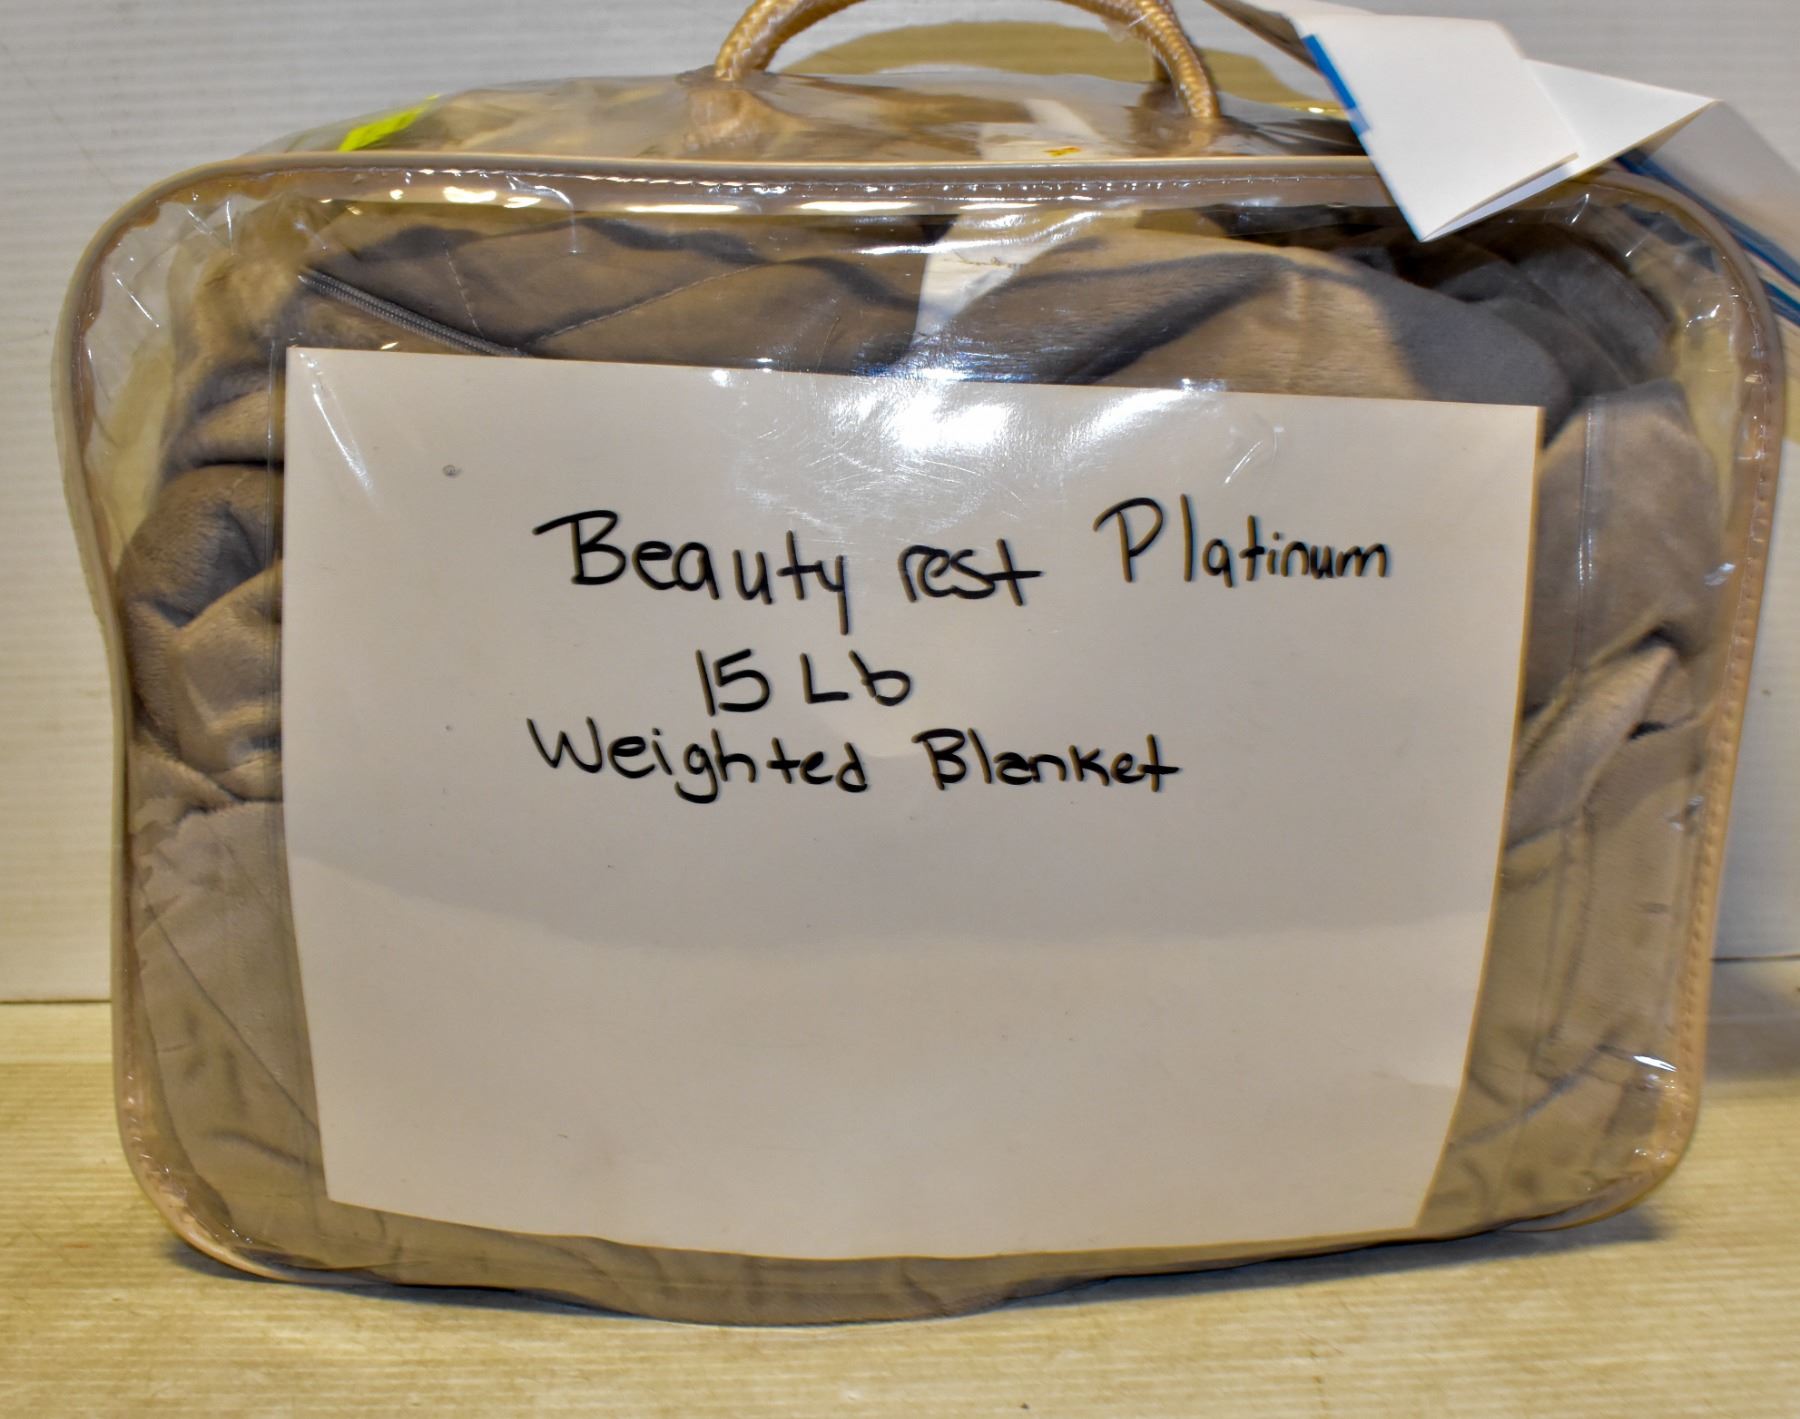 Beauty rest Platinum
15 Lb
Weighted Blanket